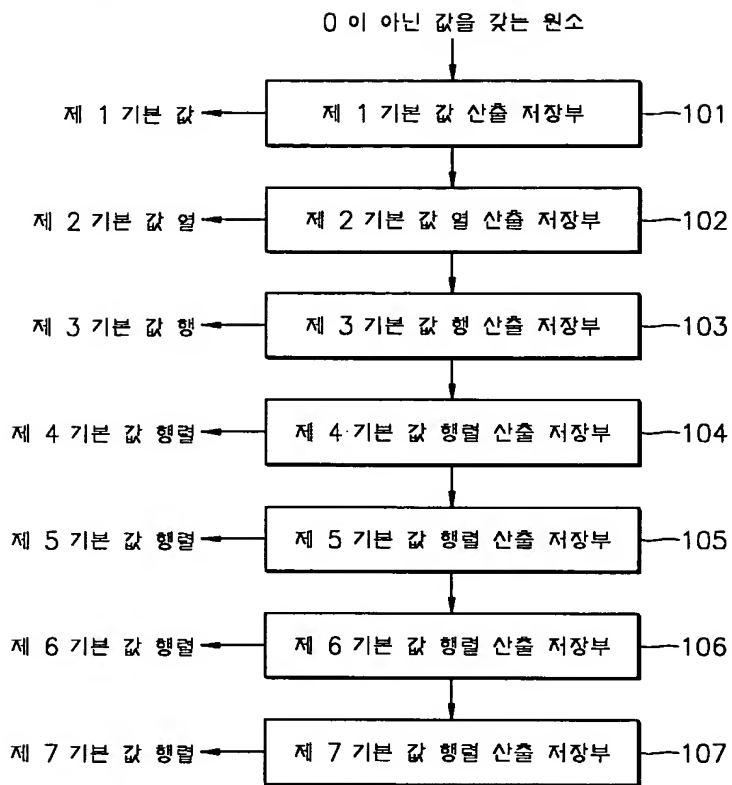 0 이 아닌 값을 갖는 원소
제 1 기본 값 제 1 기본 값 산출 저장부 101
제 2 기본 값 열 제 2 기본 값 열 산출 저장부 102
제 3 기본 값 행 제 3 기본 값 행 산출 저장부 103
제 4 기본 값 행렬 제 4 기본 값 행렬 산출 저장부 104
제 5 기본 값 행렬 제 5 기본 값 행렬 산출 저장부 105
제 6 기본 값 행렬 제 6 기본 값 행렬 산출 저장부 106
제 7 기본 값 행렬 제 7 기본 값 행렬 산출 저장부 107